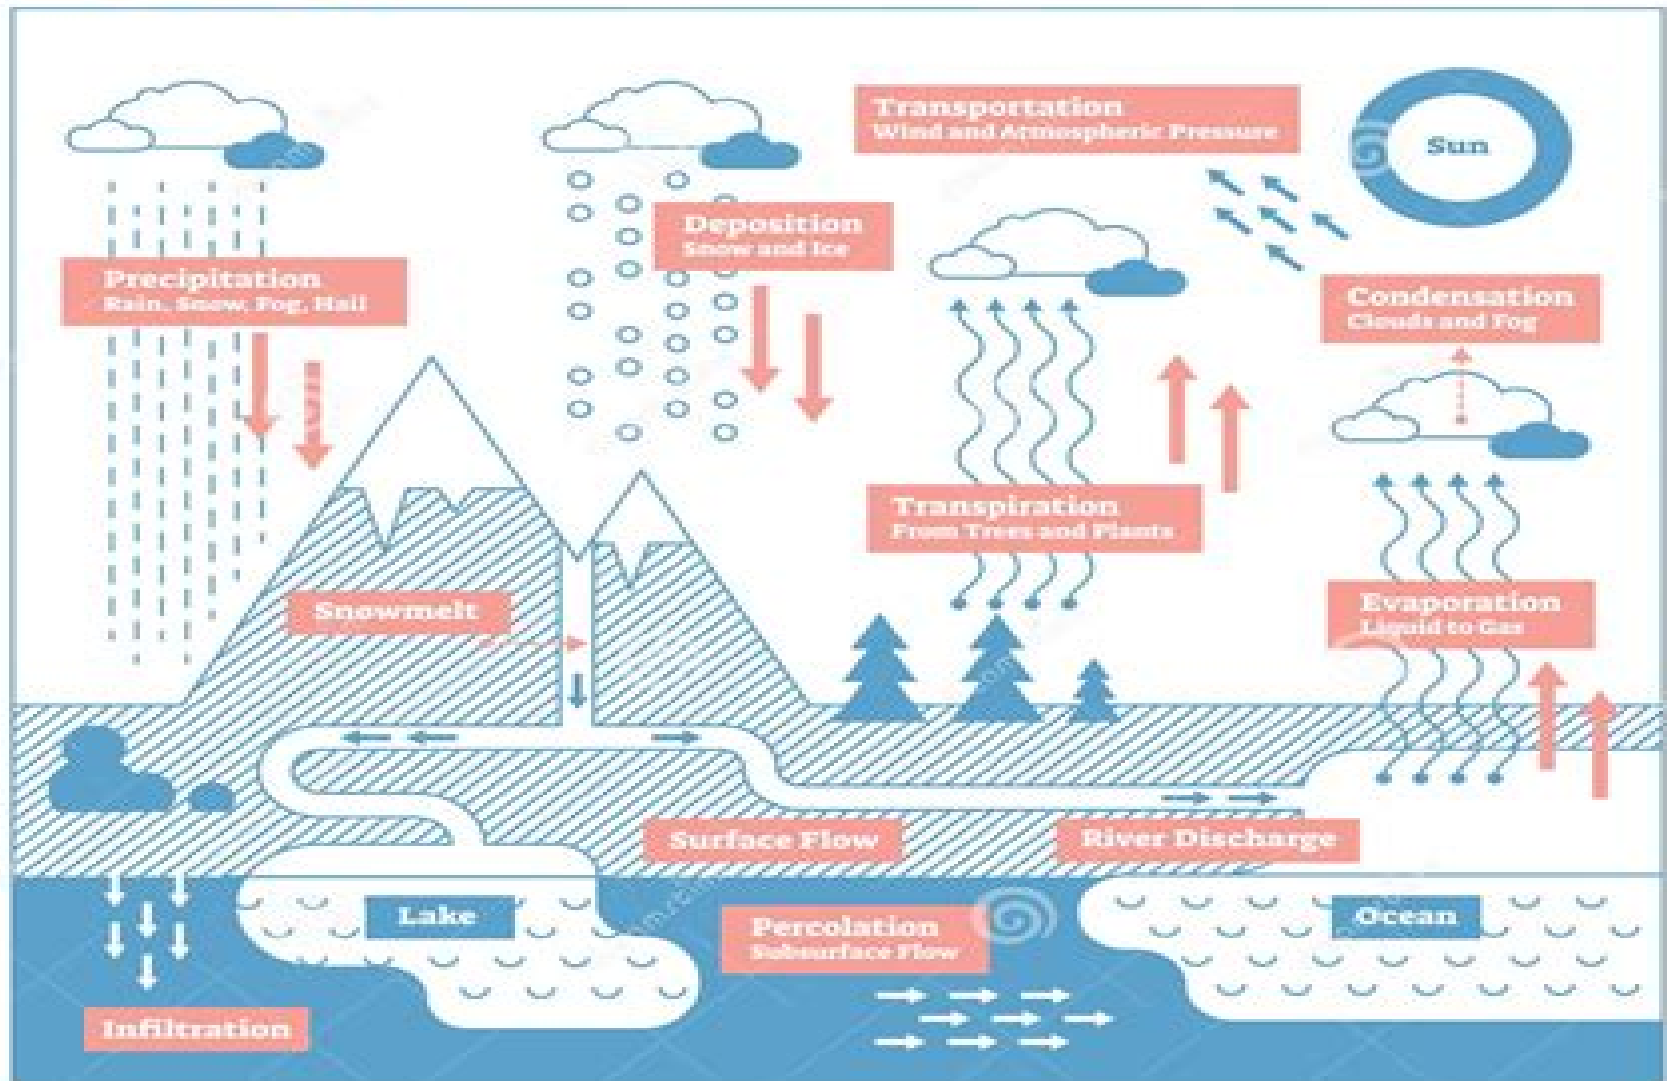 Transportation
Wind and Atmospheric Pressure
Sun
Deposition
Snow and Ice
Precipitation
Rain, Snow, Fog, Hail
Condensation
Clouds and Fog
Transpiration
From Trees and Plants
Snowmelt
Evaporation
Liquid to Gas
Surface Flow
River Discharge
Lake
Ocean
Percolation
Subsurface Flow
Infiltration